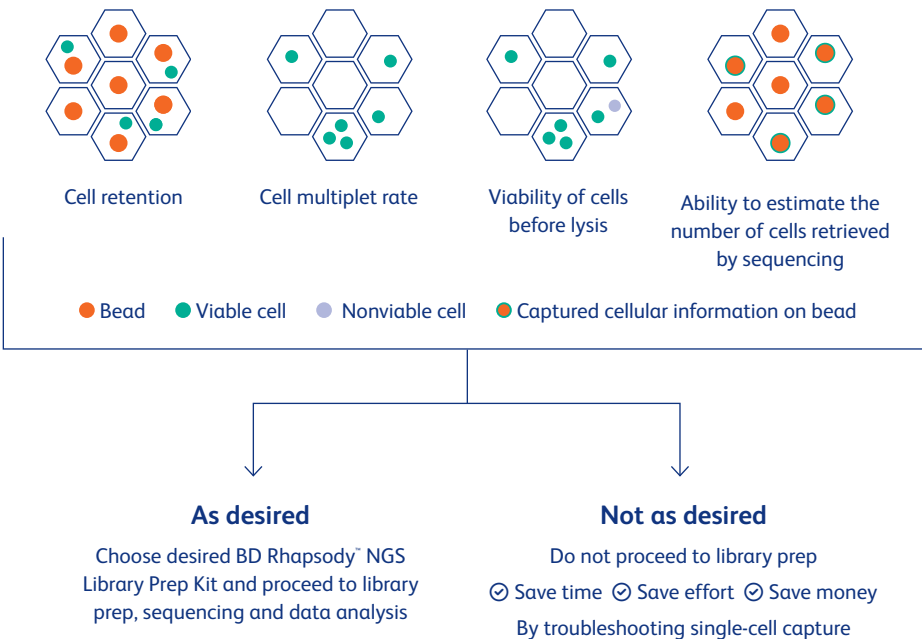 Cell retention
Cell multiplet rate
Viability of cells
before lysis
Ability to estimate the
number of cells retrieved
by sequencing
Bead
Viable cell
Nonviable cell
Captured cellular information on bead
As desired
Choose desired BD Rhapsody™ NGS
Library Prep Kit and proceed to library
prep, sequencing and data analysis
Not as desired
Do not proceed to library prep
Save time Save effort Save money
By troubleshooting single-cell capture